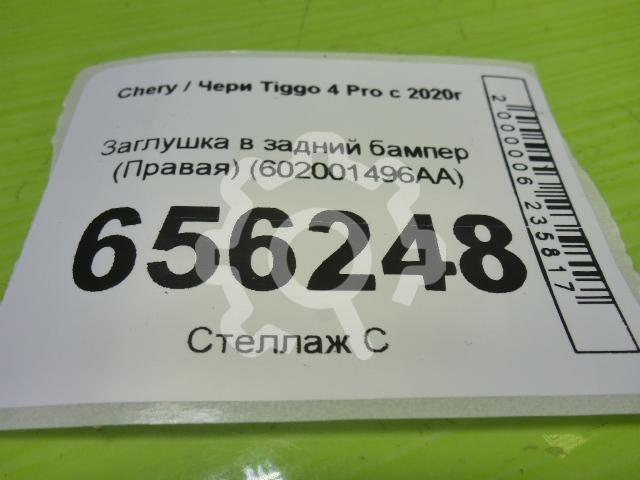 Chery / Чери Tiggo 4 Pro с 2020г
Заглушка в задний бампер
(Правая) (602001496AA)
656248
Стеллаж С
2000006235817